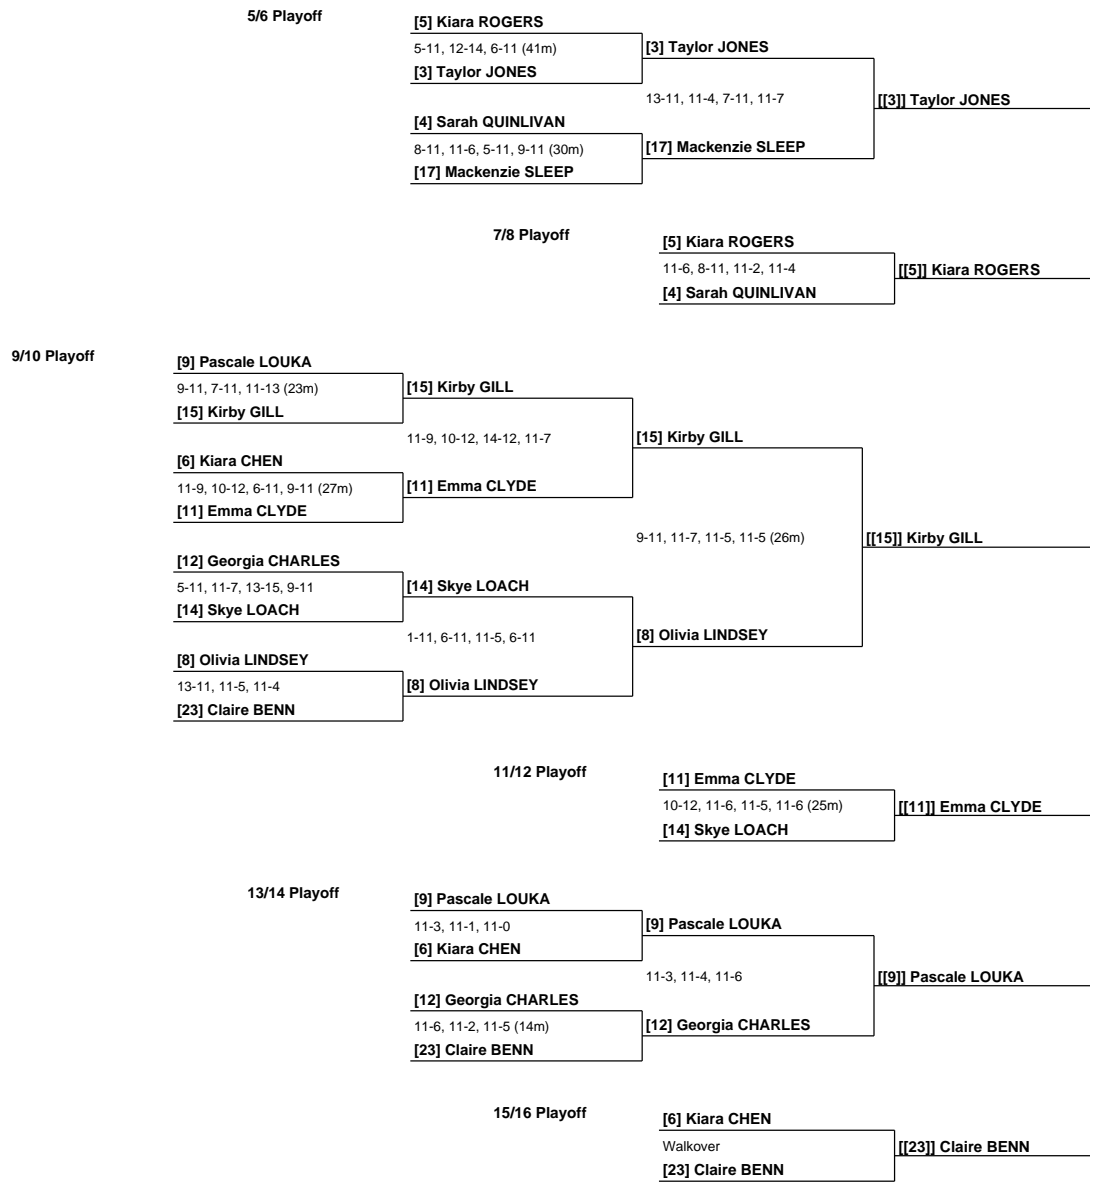 5/6 Playoff
[5] Kiara ROGERS
5-11, 12-14, 6-11 (41m)
[3] Taylor JONES
[3] Taylor JONES
13-11, 11-4, 7-11, 11-7
[[3]] Taylor JONES
[4] Sarah QUINLIVAN
8-11, 11-6, 5-11, 9-11 (30m)
[17] Mackenzie SLEEP
[17] Mackenzie SLEEP
7/8 Playoff
[5] Kiara ROGERS
11-6, 8-11, 11-2, 11-4
[[5]] Kiara ROGERS
[4] Sarah QUINLIVAN
9/10 Playoff
[9] Pascale LOUKA
9-11, 7-11, 11-13 (23m)
[15] Kirby GILL
[15] Kirby GILL
11-9, 10-12, 14-12, 11-7
[15] Kirby GILL
[6] Kiara CHEN
11-9, 10-12, 6-11, 9-11 (27m)
[11] Emma CLYDE
[11] Emma CLYDE
9-11, 11-7, 11-5, 11-5 (26m)
[[15]] Kirby GILL
[12] Georgia CHARLES
5-11, 11-7, 13-15, 9-11
[14] Skye LOACH
[14] Skye LOACH
1-11, 6-11, 11-5, 6-11
[8] Olivia LINDSEY
[8] Olivia LINDSEY
13-11, 11-5, 11-4
[8] Olivia LINDSEY
[23] Claire BENN
11/12 Playoff
[11] Emma CLYDE
10-12, 11-6, 11-5, 11-6 (25m)
[[11]] Emma CLYDE
[14] Skye LOACH
13/14 Playoff
[9] Pascale LOUKA
11-3, 11-1, 11-0
[9] Pascale LOUKA
[6] Kiara CHEN
11-3, 11-4, 11-6
[[9]] Pascale LOUKA
[12] Georgia CHARLES
11-6, 11-2, 11-5 (14m)
[12] Georgia CHARLES
[23] Claire BENN
15/16 Playoff
[6] Kiara CHEN
Walkover
[[23]] Claire BENN
[23] Claire BENN